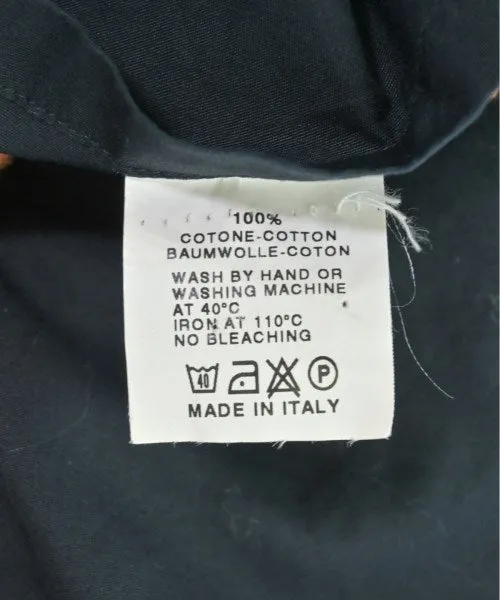 100%
COTONE-COTTON
BAUMWOLLE-COTON
WASH BY HAND OR
WASHING MACHINE
AT 40°C
IRON AT 110°C
NO BLEACHING
40 P
MADE IN ITALY